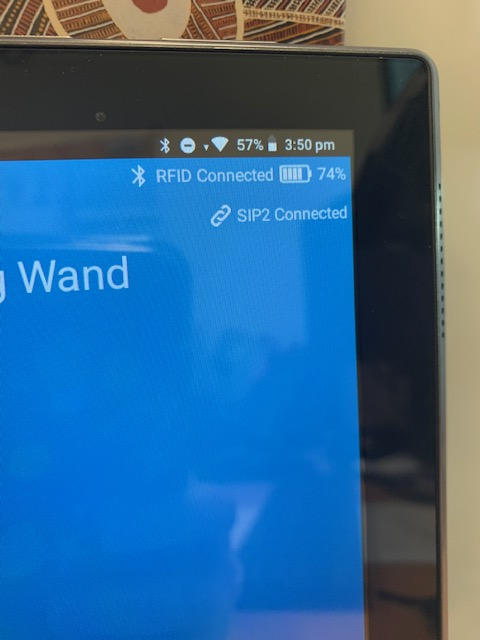 57% 3:50 pm
RFID Connected 74%
SIP2 Connected
Wand